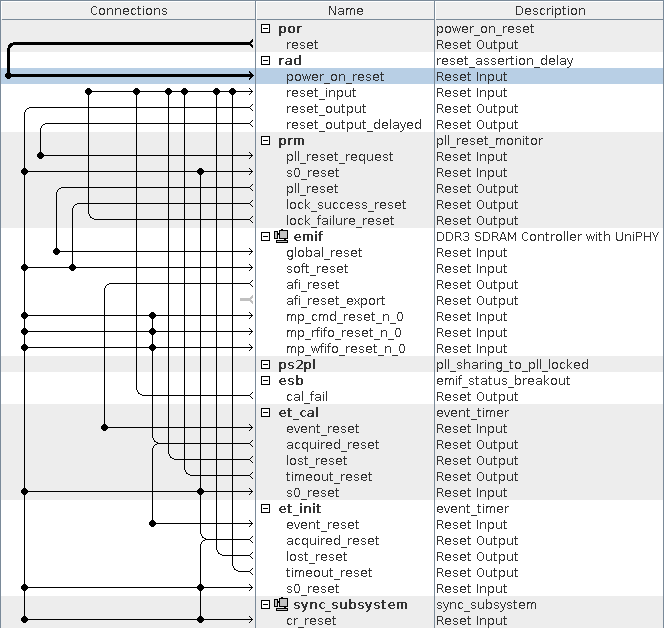 Connections Name Description
por power_on_reset
reset Reset Output
rad reset_assertion_delay
power_on_reset Reset Input
reset_input Reset Input
reset_output Reset Output
reset_output_delayed Reset Output
prm pll_reset_monitor
pll_reset_request Reset Input
s0_reset Reset Input
pll_reset Reset Output
lock_success_reset Reset Output
lock_failure_reset Reset Output
emif DDR3 SDRAM Controller with UniPHY
global_reset Reset Input
soft_reset Reset Input
afi_reset Reset Output
afi_reset_export Reset Output
mp_cmd_reset_n_0 Reset Input
mp_rfifo_reset_n_0 Reset Input
mp_wfifo_reset_n_0 Reset Input
ps2pl pll_sharing_to_pll_locked
esb emif_status_breakout
cal_fail Reset Output
et_cal event_timer
event_reset Reset Input
acquired_reset Reset Output
lost_reset Reset Output
timeout_reset Reset Output
s0_reset Reset Input
et_init event_timer
event_reset Reset Input
acquired_reset Reset Output
lost_reset Reset Output
timeout_reset Reset Output
s0_reset Reset Input
sync_subsystem sync_subsystem
cr_reset Reset Input